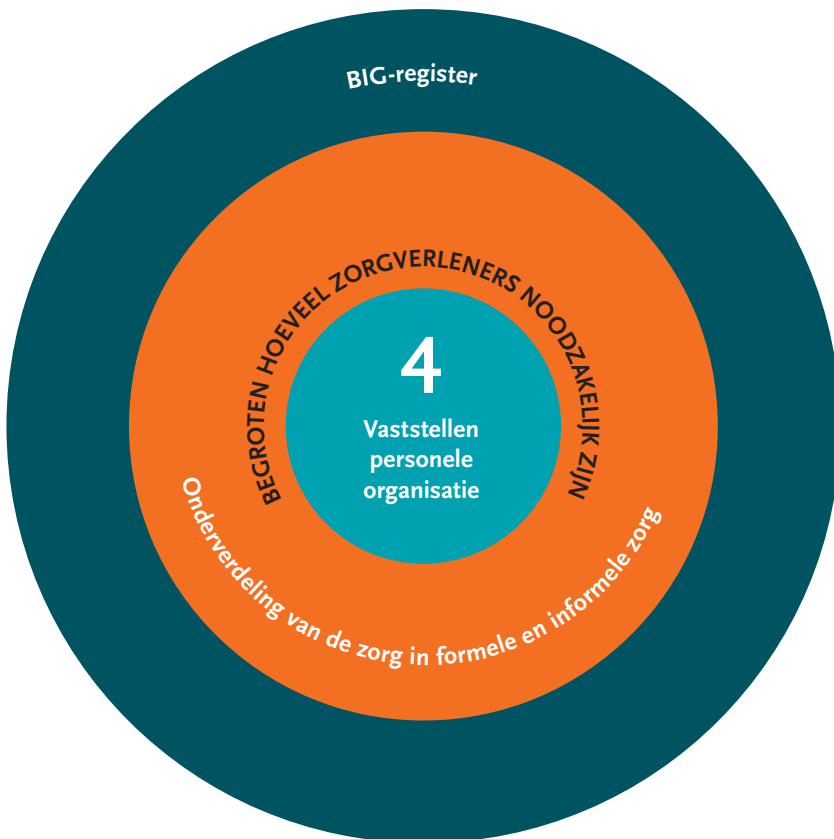 BIG-register
BEGROTEN HOEVEEL ZORGVERLENERS NOODZAKELIJK ZIJN
4
Vaststellen
personele
organisatie
Onderverdeling van de zorg in formele en informele zorg